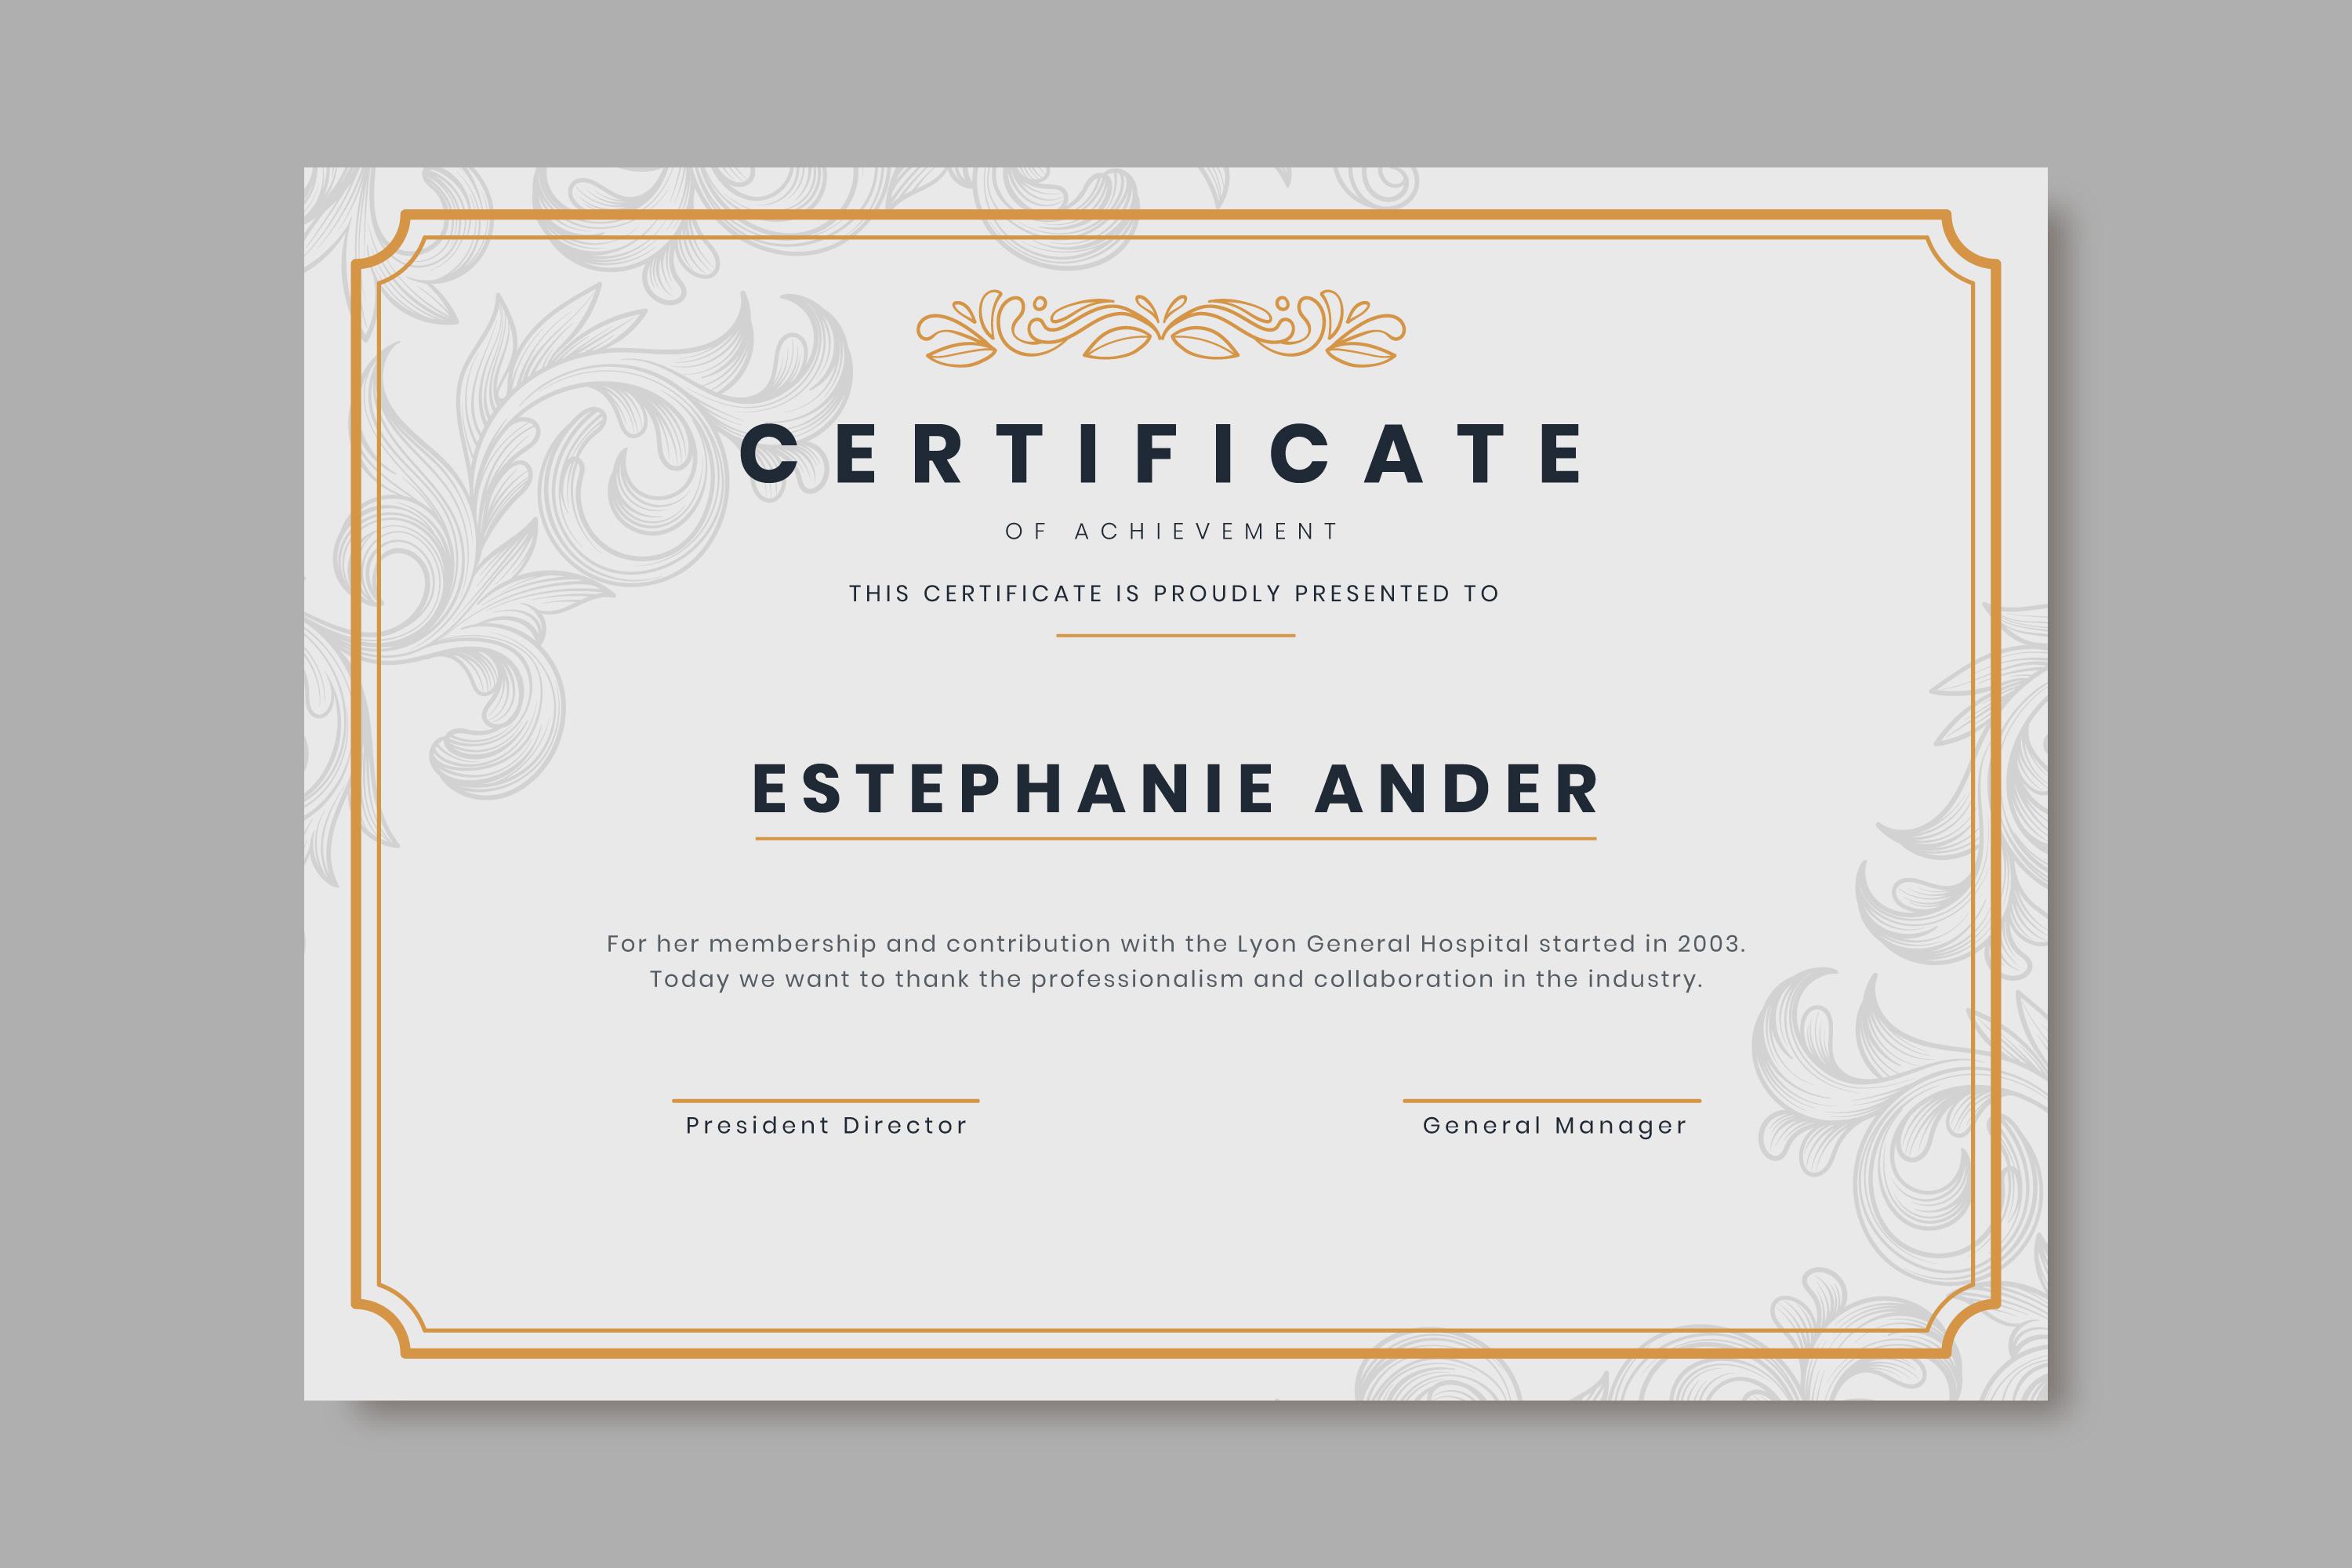 CERTIFICATE
OF ACHIEVEMENT
THIS CERTIFICATE IS PROUDLY PRESENTED TO
ESTEPHANIE ANDER
For her membership and contribution with the Lyon General Hospital started in 2003.
Today we want to thank the professionalism and collaboration in the industry.
President Director
General Manager